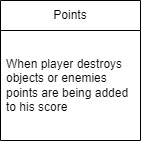 Points
When player destroys
objects or enemies
points are being added
to his score